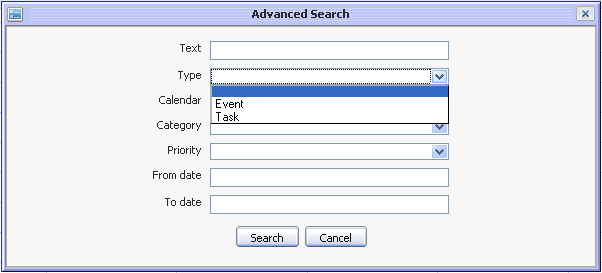 Advanced Search
Text
Type
Calendar
Event
Task
Category
Priority
From date
To date
Search Cancel